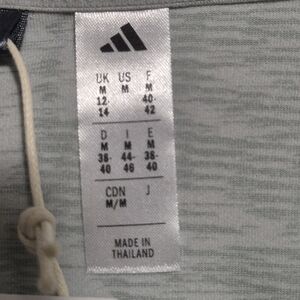 UK US F
M M M
12- 40-
14 42
D I E
M M M
38- 44- 38-
40 46 40
CDN J
M/M
MADE IN
THAILAND